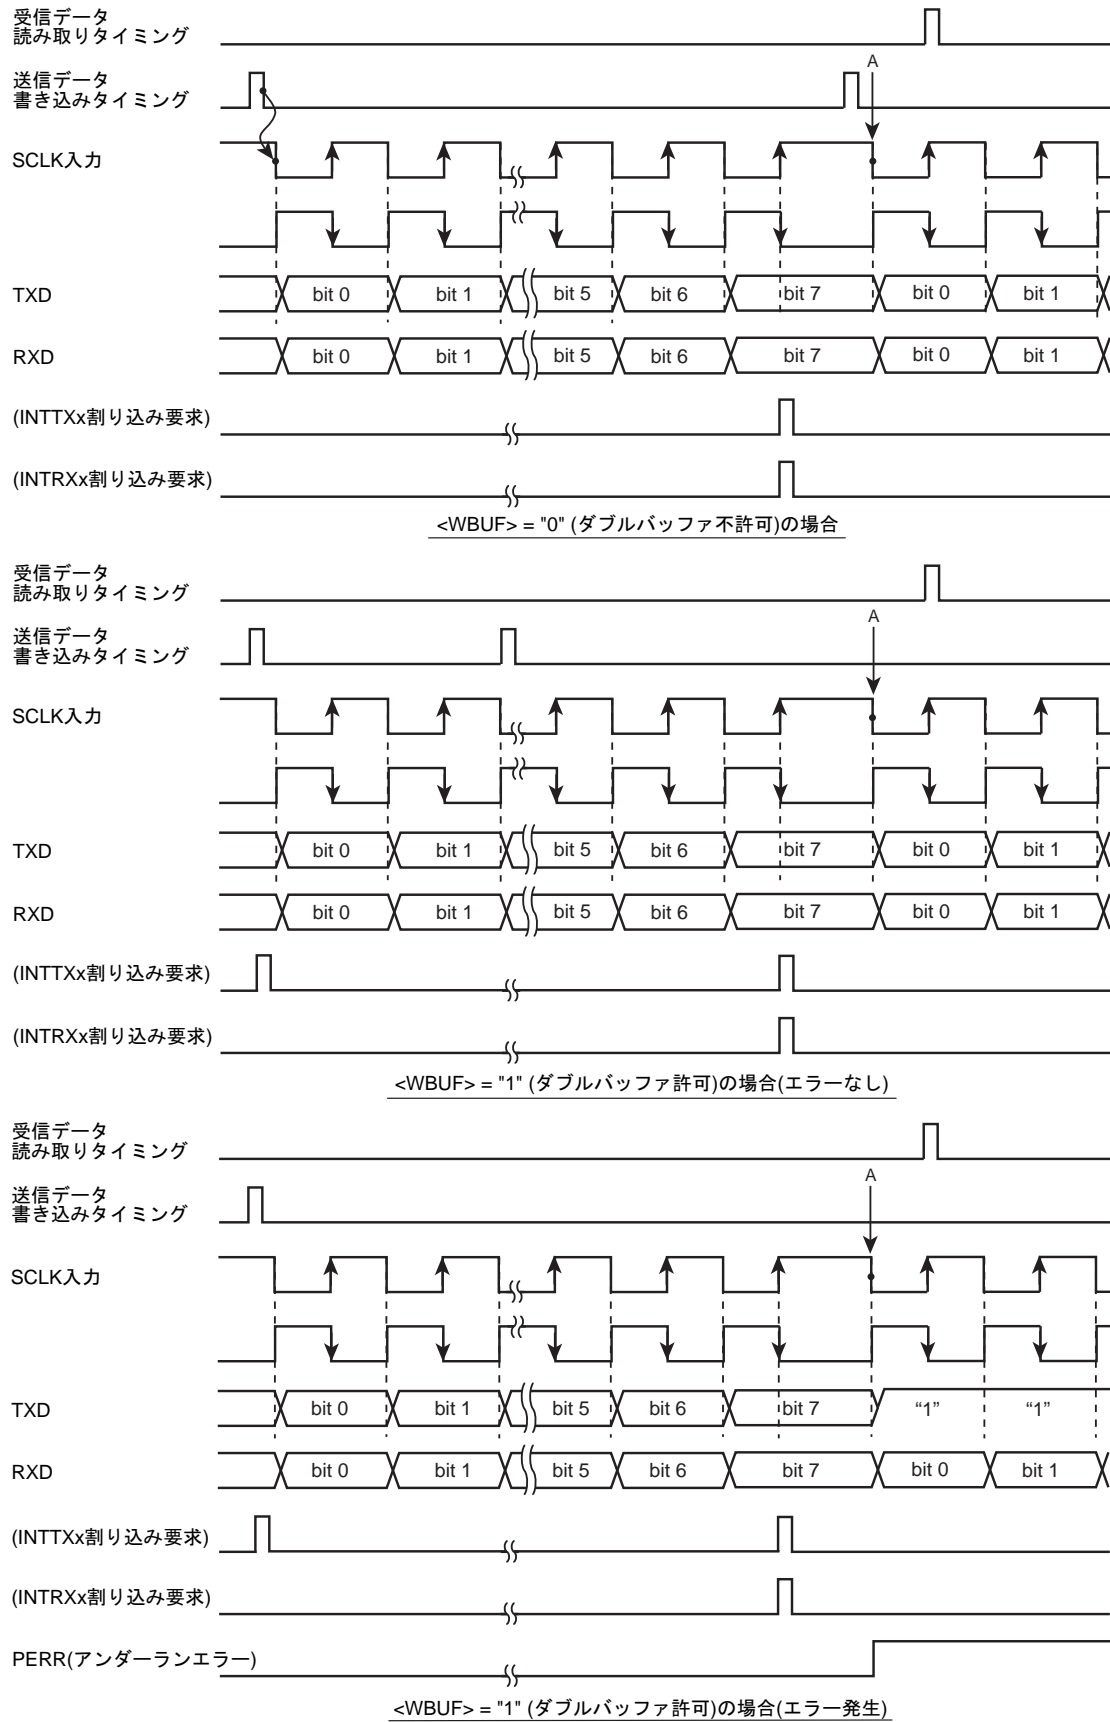 受信データ
読み取りタイミング
送信データ
書き込みタイミング
A
SCLK入力
TXD
bit 0
bit 1
bit 5
bit 6
bit 7
bit 0
bit 1
RXD
bit 0
bit 1
bit 5
bit 6
bit 7
bit 0
bit 1
(INTTXx割り込み要求)
(INTRXx割り込み要求)
<WBUF> = "0" (ダブルバッファ不許可)の場合
受信データ
読み取りタイミング
送信データ
書き込みタイミング
A
SCLK入力
TXD
bit 0
bit 1
bit 5
bit 6
bit 7
bit 0
bit 1
RXD
bit 0
bit 1
bit 5
bit 6
bit 7
bit 0
bit 1
(INTTXx割り込み要求)
(INTRXx割り込み要求)
<WBUF> = "1" (ダブルバッファ許可)の場合(エラーなし)
受信データ
読み取りタイミング
送信データ
書き込みタイミング
A
SCLK入力
TXD
bit 0
bit 1
bit 5
bit 6
bit 7
“1”
“1”
RXD
bit 0
bit 1
bit 5
bit 6
bit 7
bit 0
bit 1
(INTTXx割り込み要求)
(INTRXx割り込み要求)
PERR(アンダーランエラー)
<WBUF> = "1" (ダブルバッファ許可)の場合(エラー発生)